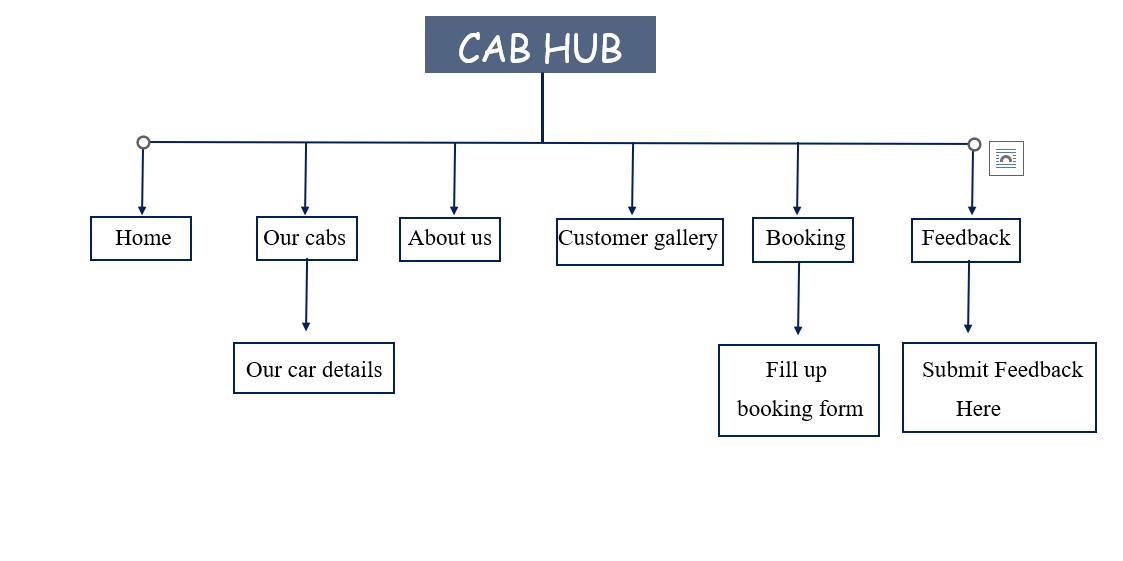 CAB HUB
Home
Our cabs
About us
Customer gallery
Booking
Feedback
Our car details
Fill up
booking form
Submit Feedback
Here